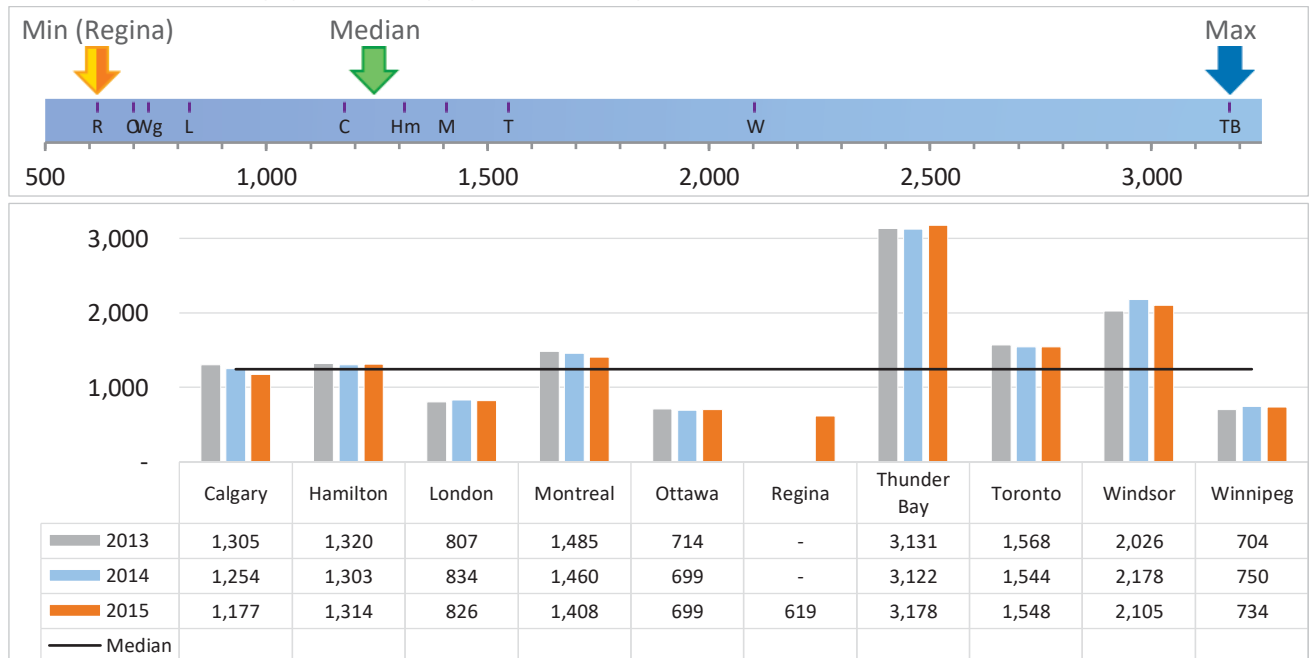 Min (Regina) Median Max
R O Wg L C Hm M T W TB
500 1,000 1,500 2,000 2,500 3,000
3,000
2,000
1,000
-
Calgary Hamilton London Montreal Ottawa Regina Thunder Bay Toronto Windsor Winnipeg
2013 1,305 1,320 807 1,485 714 - 3,131 1,568 2,026 704
2014 1,254 1,303 834 1,460 699 - 3,122 1,544 2,178 750
2015 1,177 1,314 826 1,408 699 619 3,178 1,548 2,105 734
Median